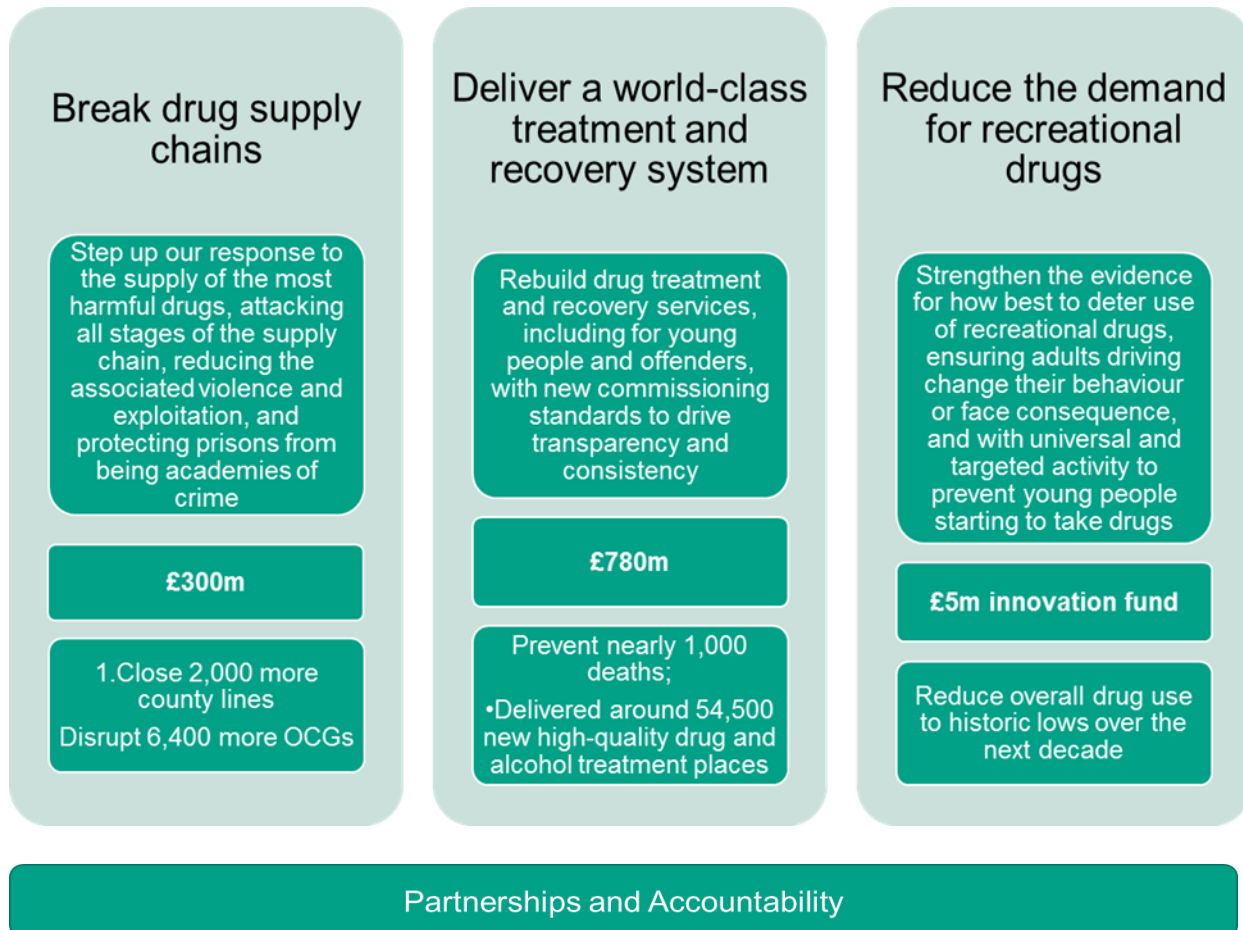 Break drug supply
chains
Step up our response to
the supply of the most
harmful drugs, attacking
all stages of the supply
chain, reducing the
associated violence and
exploitation, and
protecting prisons from
being academies of
crime
£300m
1.Close 2,000 more
county lines
Disrupt 6,400 more OCGs
Deliver a world-class
treatment and
recovery system
Rebuild drug treatment
and recovery services,
including for young
people and offenders,
with new commissioning
standards to drive
transparency and
consistency
£780m
Prevent nearly 1,000
deaths;
•Delivered around 54,500
new high-quality drug and
alcohol treatment places
Reduce the demand
for recreational
drugs
Strengthen the evidence
for how best to deter use
of recreational drugs,
ensuring adults driving
change their behaviour
or face consequence,
and with universal and
targeted activity to
prevent young people
starting to take drugs
£5m innovation fund
Reduce overall drug use
to historic lows over the
next decade
Partnerships and Accountability